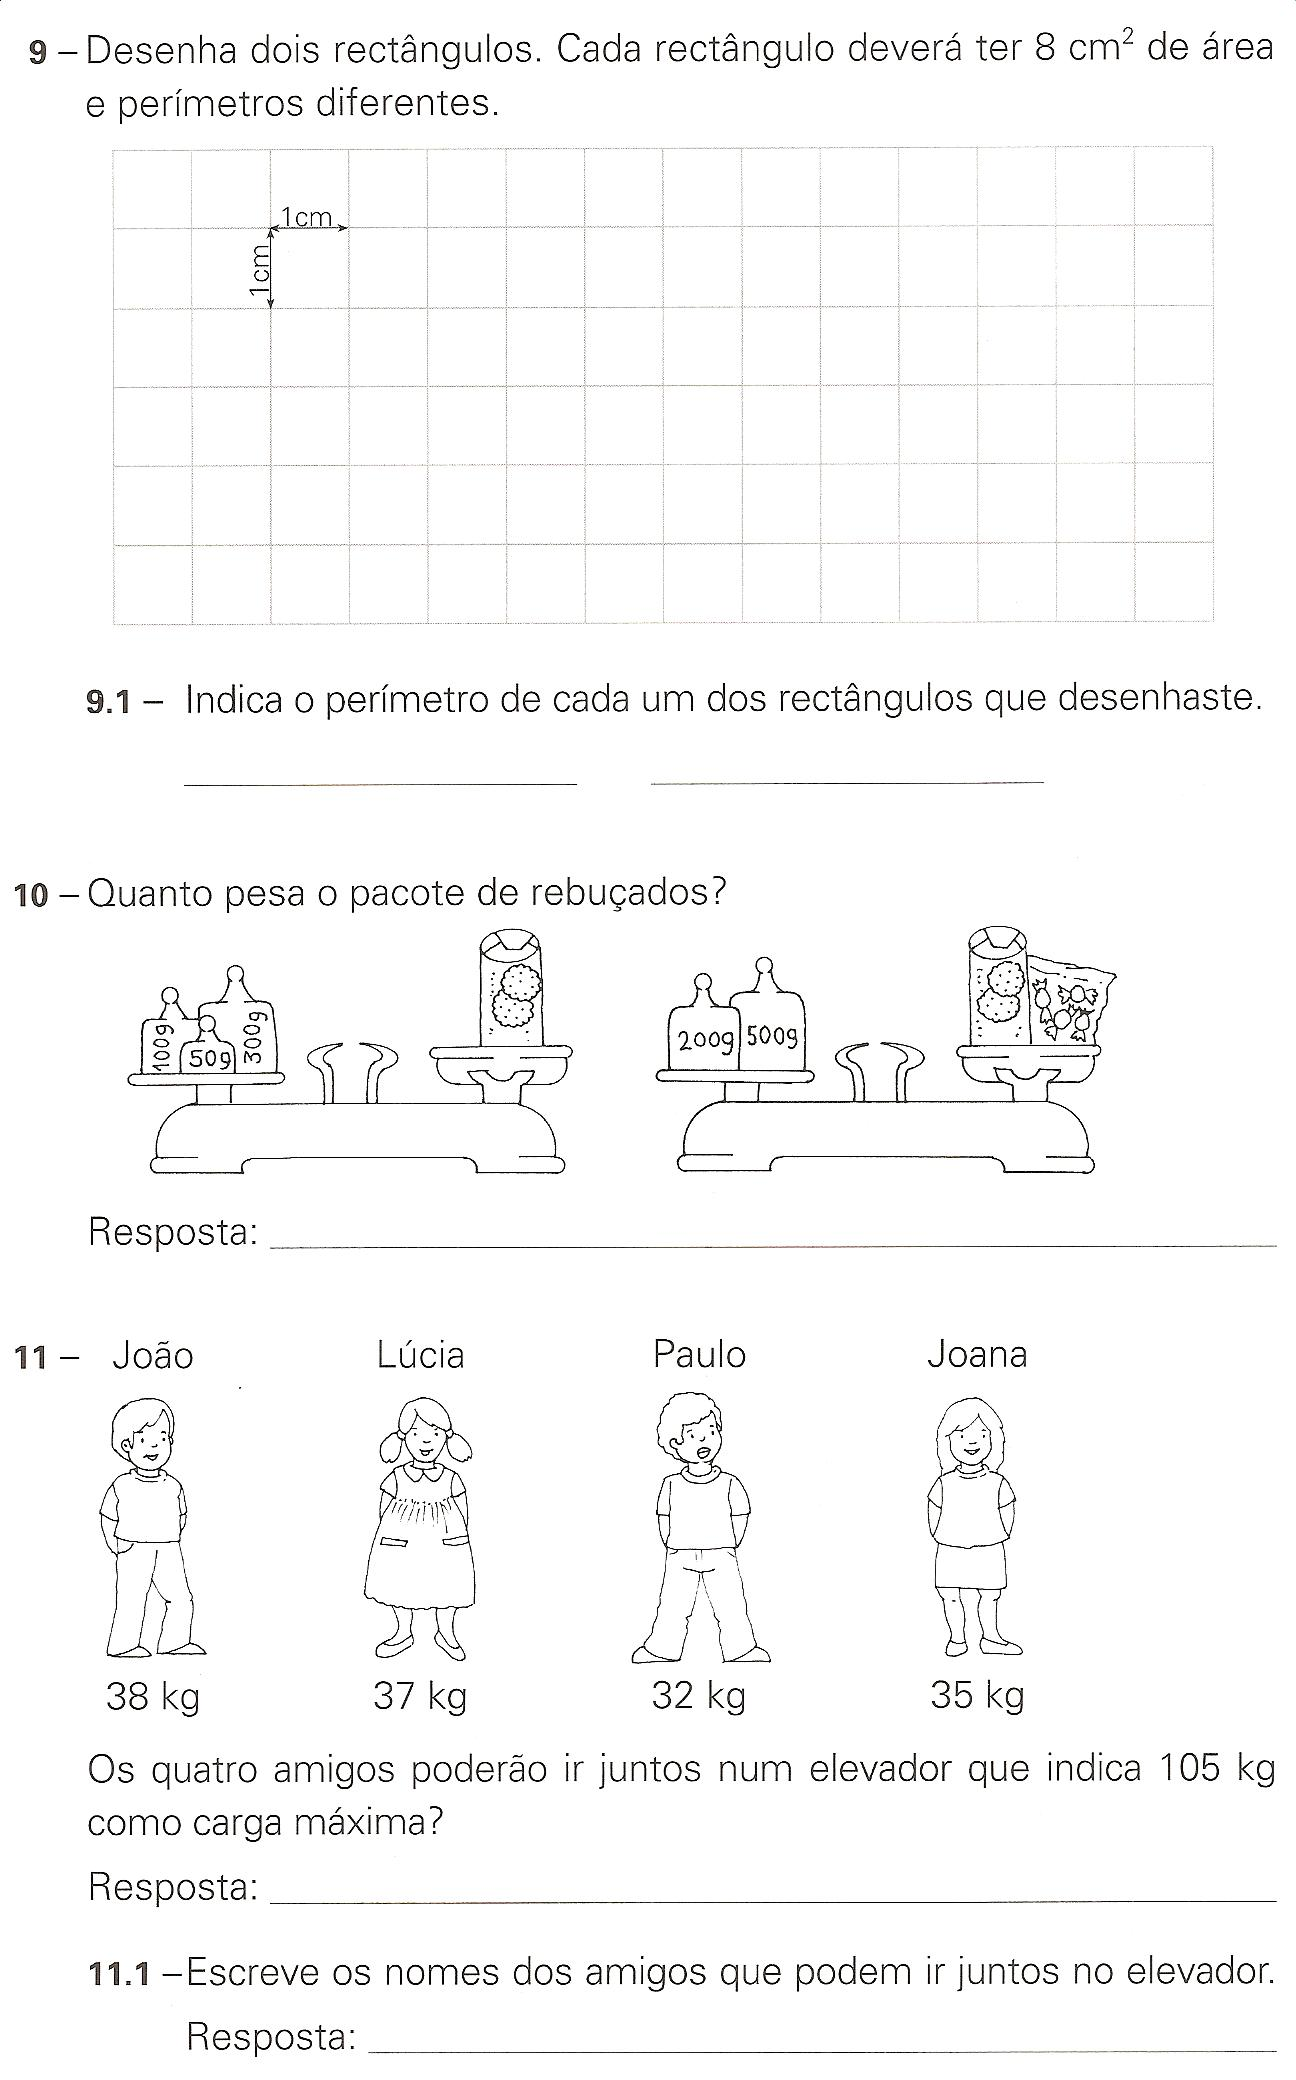 9 – Desenha dois rectângulos. Cada rectângulo deverá ter 8 cm² de área
e perímetros diferentes.
1cm
1cm
9.1 – Indica o perímetro de cada um dos rectângulos que desenhaste.
10 – Quanto pesa o pacote de rebuçados?
100g 50g 300g
200g 500g
Resposta:
11 – João Lúcia Paulo Joana
38 kg 37 kg 32 kg 35 kg
Os quatro amigos poderão ir juntos num elevador que indica 105 kg
como carga máxima?
Resposta:
11.1 – Escreve os nomes dos amigos que podem ir juntos no elevador.
Resposta: